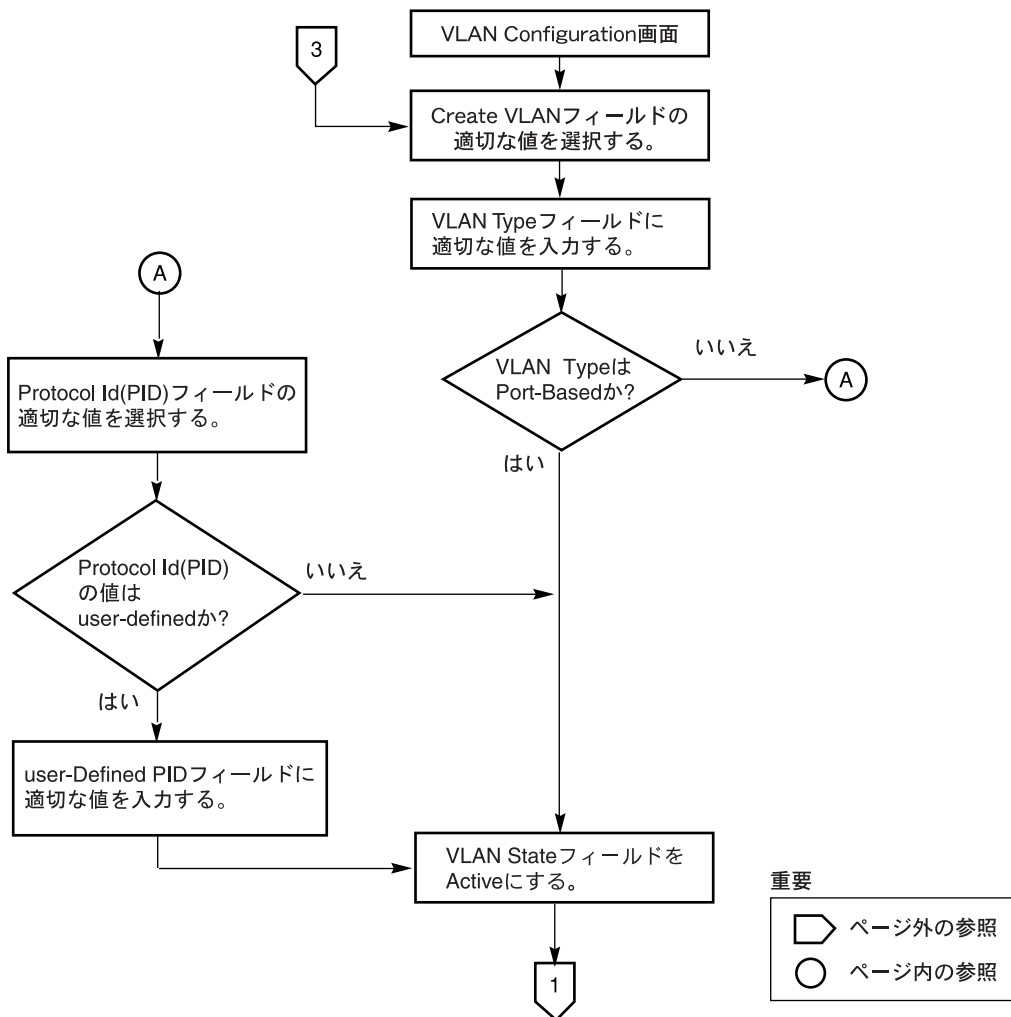 VLAN Configuration画面
3
Create VLANフィールドの
適切な値を選択する。
VLAN Typeフィールドに
適切な値を入力する。
A
VLAN Typeは
Port-Basedか?
いいえ
A
はい
Protocol Id(PID)フィールドの
適切な値を選択する。
Protocol Id(PID)
の値は
user-definedか?
いいえ
はい
user-Defined PIDフィールドに
適切な値を入力する。
VLAN Stateフィールドを
Activeにする。
1
重要
ページ外の参照
ページ内の参照